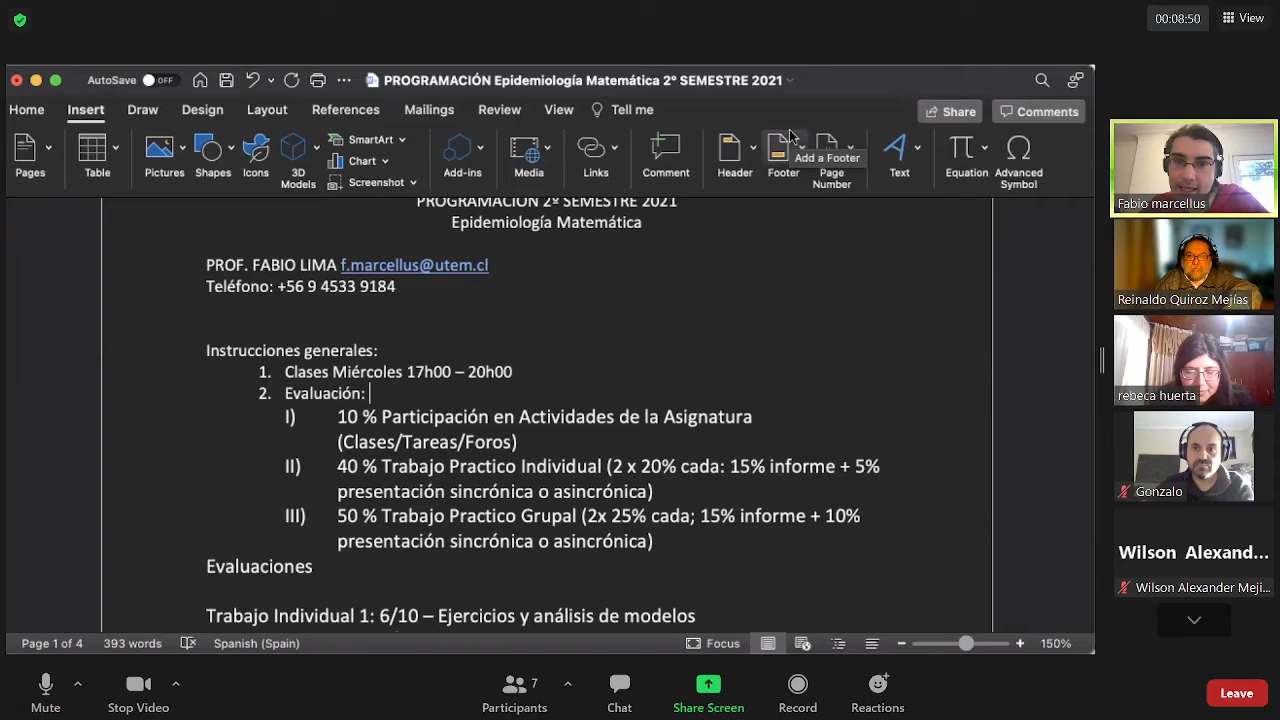 00:08:50 View
AutoSave OFF PROGRAMACIÓN Epidemiología Matemática 2º SEMESTRE 2021
Home Insert Draw Design Layout References Mailings Review View Tell me Share Comments
Pages Table Pictures Shapes Icons 3D Models SmartArt Chart Screenshot Add-ins Media Links Comment Header Footer Page Number Text Equation Advanced Symbol
Add a Footer
PROGRAMACIÓN 2º SEMESTRE 2021
Epidemiología Matemática
PROF. FABIO LIMA f.marcellus@utem.cl
Teléfono: +56 9 4533 9184
Instrucciones generales:
1. Clases Miércoles 17h00 – 20h00
2. Evaluación:
I) 10 % Participación en Actividades de la Asignatura
(Clases/Tareas/Foros)
II) 40 % Trabajo Practico Individual (2 x 20% cada: 15% informe + 5%
presentación sincrónica o asincrónica)
III) 50 % Trabajo Practico Grupal (2x 25% cada; 15% informe + 10%
presentación sincrónica o asincrónica)
Evaluaciones
Trabajo Individual 1: 6/10 – Ejercicios y análisis de modelos
Page 1 of 4 393 words Spanish (Spain) Focus 150%
Fabio marcellus
Reinaldo Quiroz Mejías
rebeca huerta
Gonzalo
Wilson Alexand...
Wilson Alexander Meji...
Mute Stop Video Participants 7 Chat Share Screen Record Reactions Leave